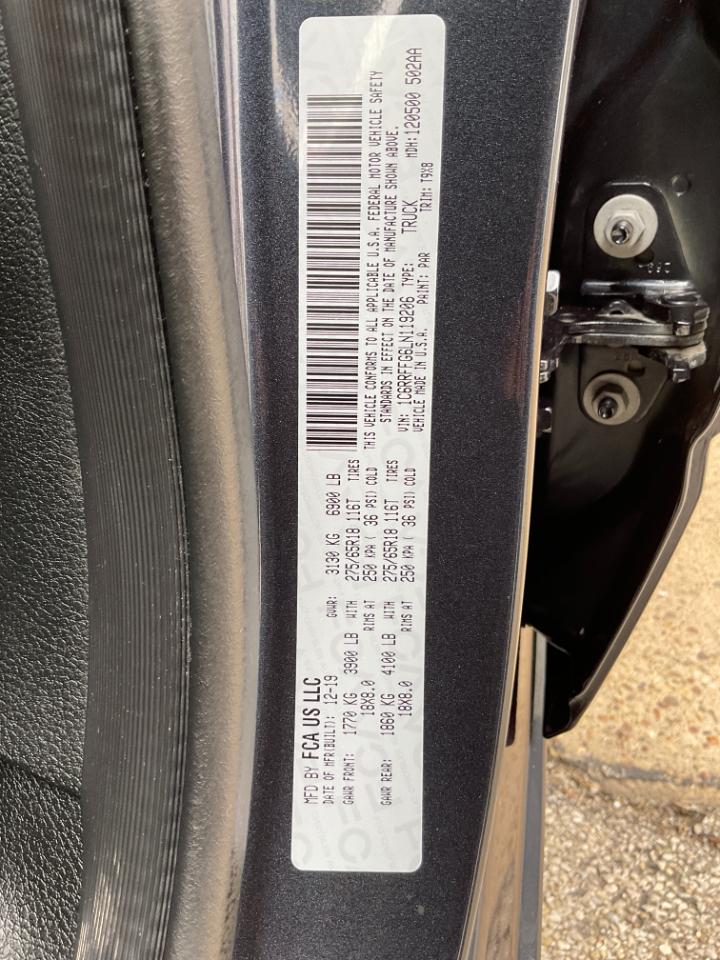 MFD BY FCA US LLC
DATE OF MFR(BUILT): 12-19 GVWR: 3130 KG 6900 LB
GAWR FRONT: 1770 KG 3900 LB WITH 275/65R18 116T TIRES
18X8.0 RIMS AT 250 KPA ( 36 PSI) COLD
GAWR REAR: 1860 KG 4100 LB WITH 275/65R18 116T TIRES
18X8.0 RIMS AT 250 KPA ( 36 PSI) COLD
THIS VEHICLE CONFORMS TO ALL APPLICABLE U.S.A. FEDERAL MOTOR VEHICLE SAFETY
STANDARDS IN EFFECT ON THE DATE OF MANUFACTURE SHOWN ABOVE.
VIN: 1C6RRFFG6LN119206 TYPE: TRUCK MDH: 120500 502AA
VEHICLE MADE IN U.S.A. PAINT: PAR TRIM: T9X8